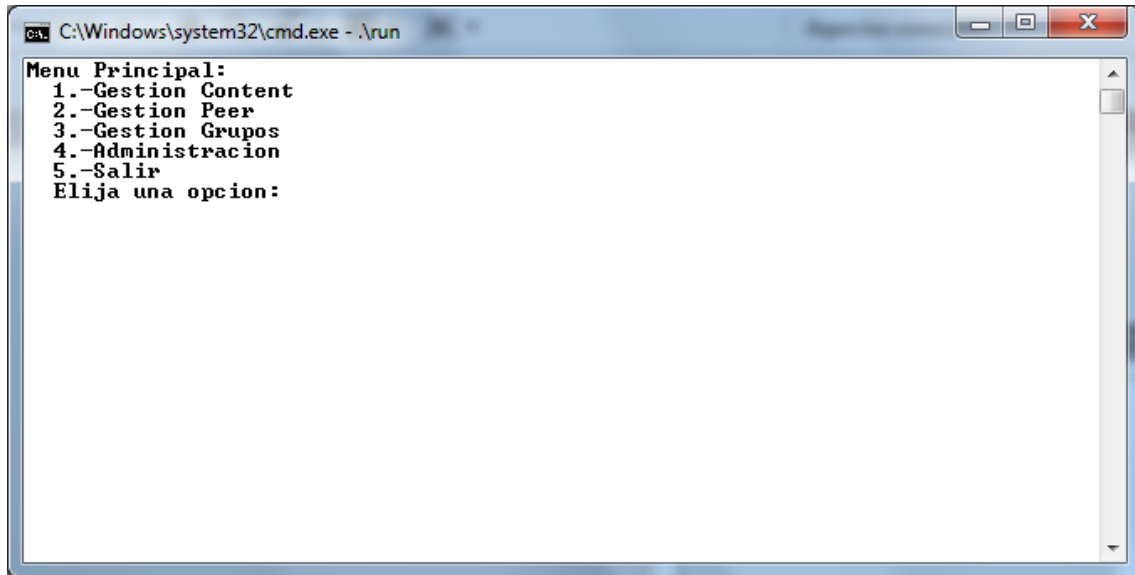 C:\Windows\system32\cmd.exe - .\run
Menu Principal:
1.-Gestion Content
2.-Gestion Peer
3.-Gestion Grupos
4.-Administracion
5.-Salir
Elija una opcion: